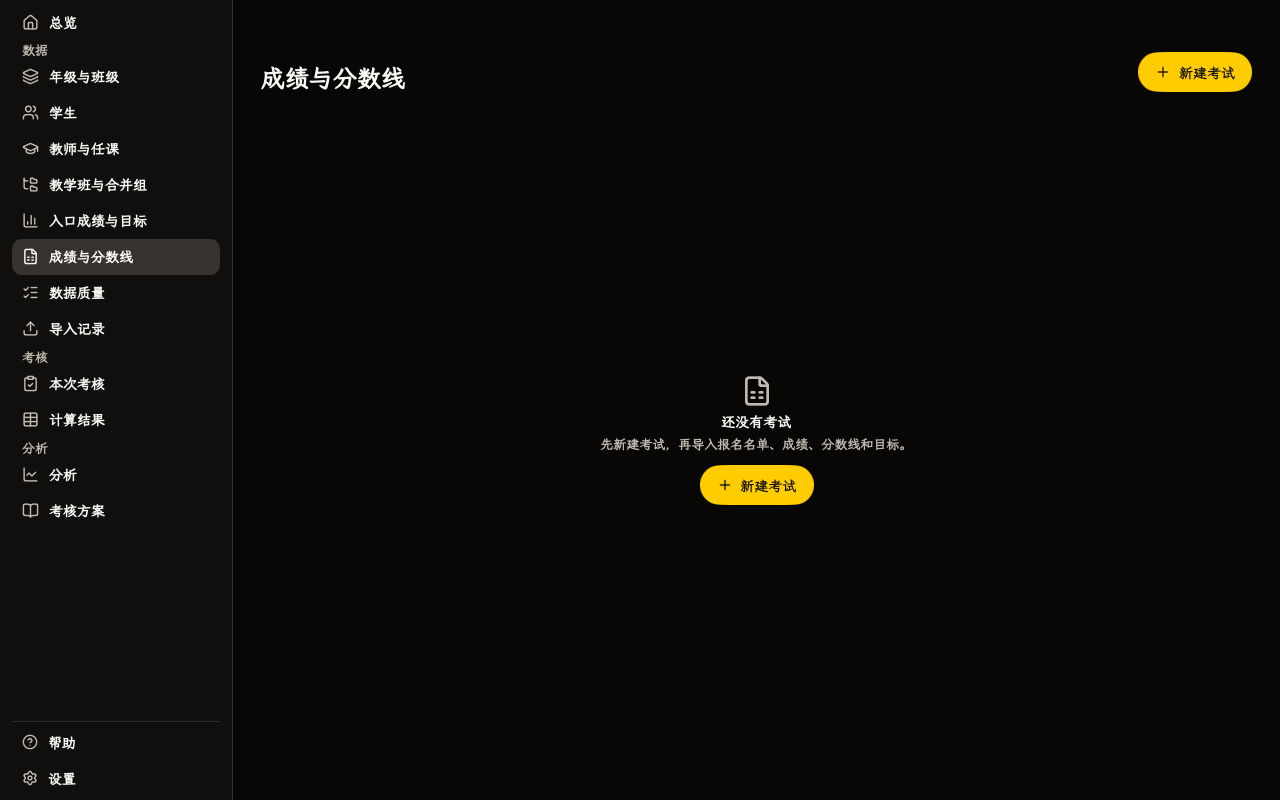 总览
数据
年级与班级
学生
教师与任课
教学班与合并组
入口成绩与目标
成绩与分数线
数据质量
导入记录
考核
本次考核
计算结果
分析
分析
考核方案
帮助
设置
成绩与分数线
新建考试
还没有考试
先新建考试，再导入报名名单、成绩、分数线和目标。
新建考试